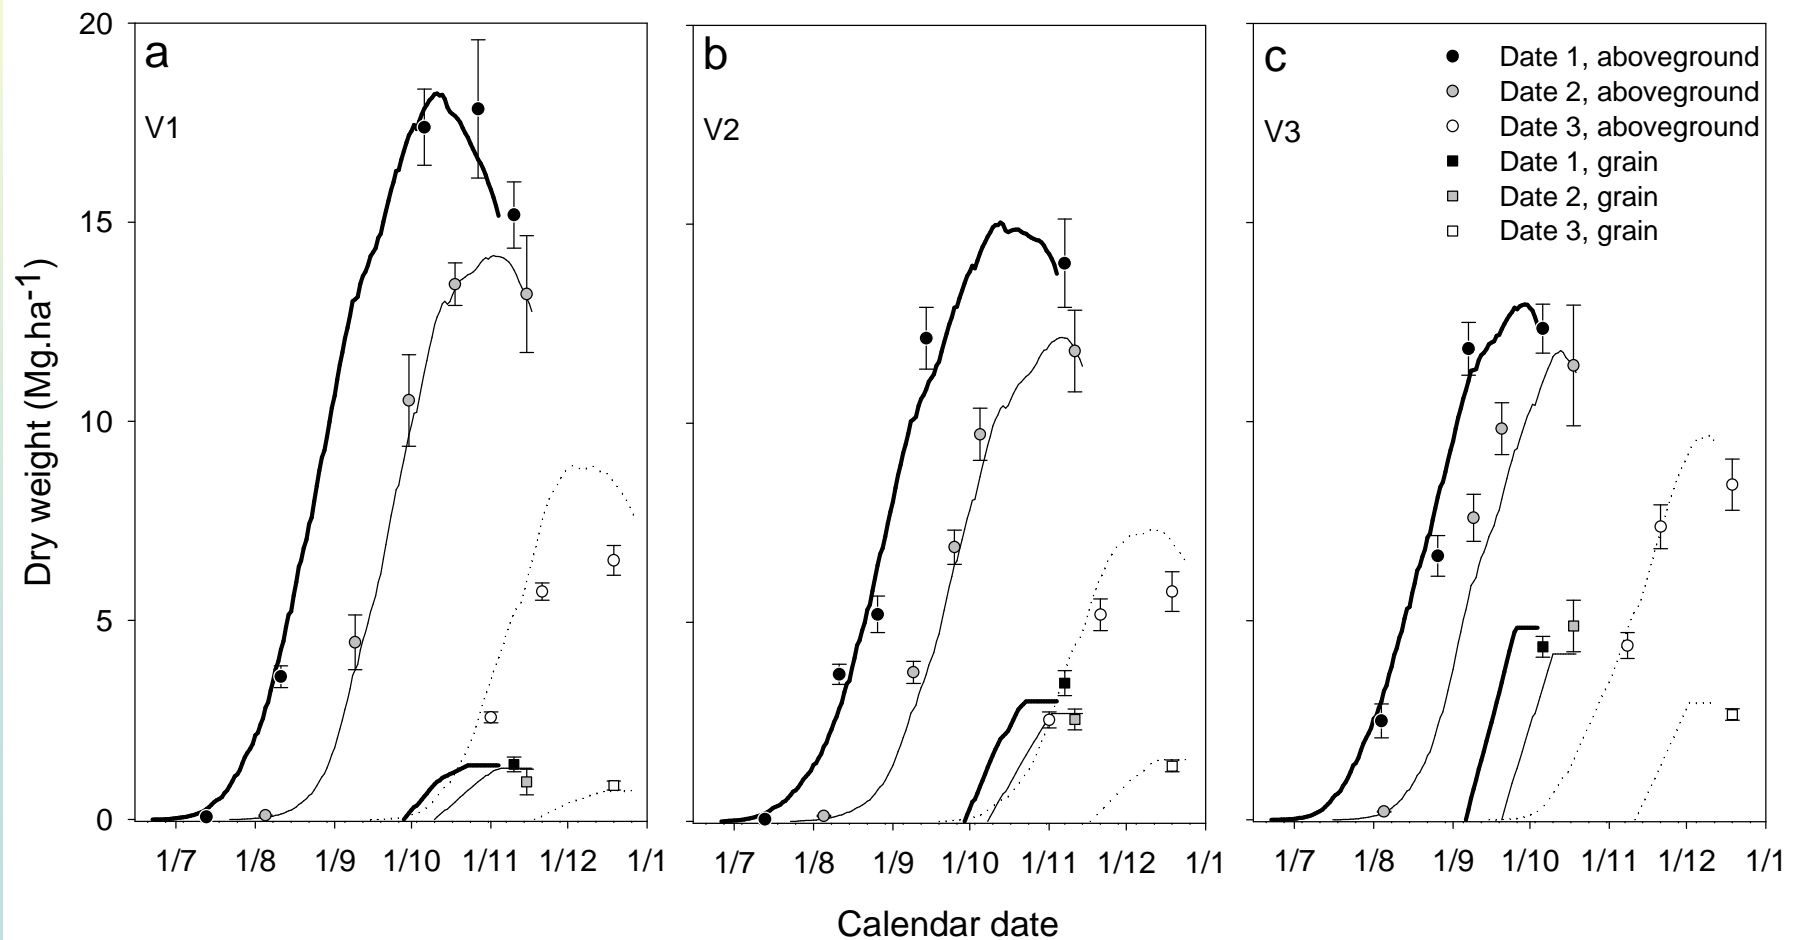 a
V1
b
V2
c
V3
Date 1, aboveground
Date 2, aboveground
Date 3, aboveground
Date 1, grain
Date 2, grain
Date 3, grain
Dry weight (Mg.ha-1)
20
15
10
5
0
1/7 1/8 1/9 1/10 1/11 1/12 1/1
1/7 1/8 1/9 1/10 1/11 1/12 1/1
1/7 1/8 1/9 1/10 1/11 1/12 1/1
Calendar date